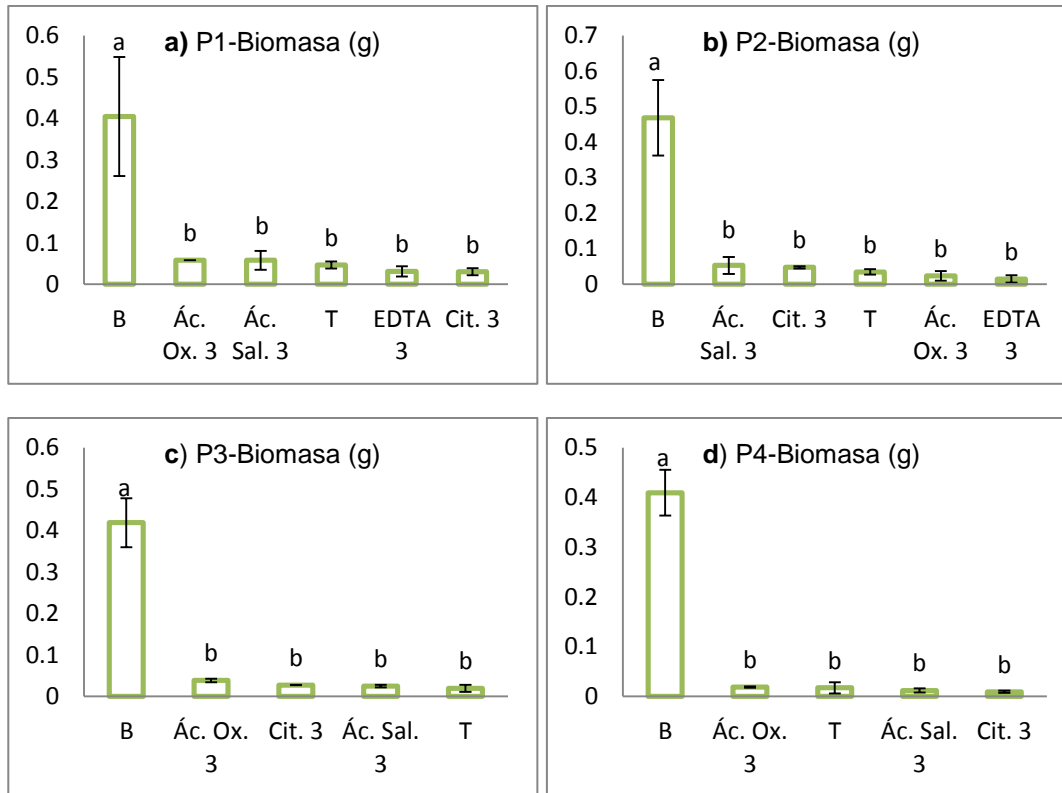 a) P1-Biomasa (g)
0.6
0.5
0.4
0.3
0.2
0.1
0
a
b
b
b
b
b
B
Ác.
Ox. 3
Ác.
Sal. 3
T
EDTA
3
Cit. 3
b) P2-Biomasa (g)
0.7
0.6
0.5
0.4
0.3
0.2
0.1
0
a
b
b
b
b
b
B
Ác.
Sal. 3
Cit. 3
T
Ác.
Ox. 3
EDTA
3
c) P3-Biomasa (g)
0.6
0.5
0.4
0.3
0.2
0.1
0
a
b
b
b
b
B
Ác. Ox.
3
Cit. 3
Ác. Sal.
3
T
d) P4-Biomasa (g)
0.5
0.4
0.3
0.2
0.1
0
a
b
b
b
b
B
Ác. Ox.
3
T
Ác. Sal.
3
Cit. 3